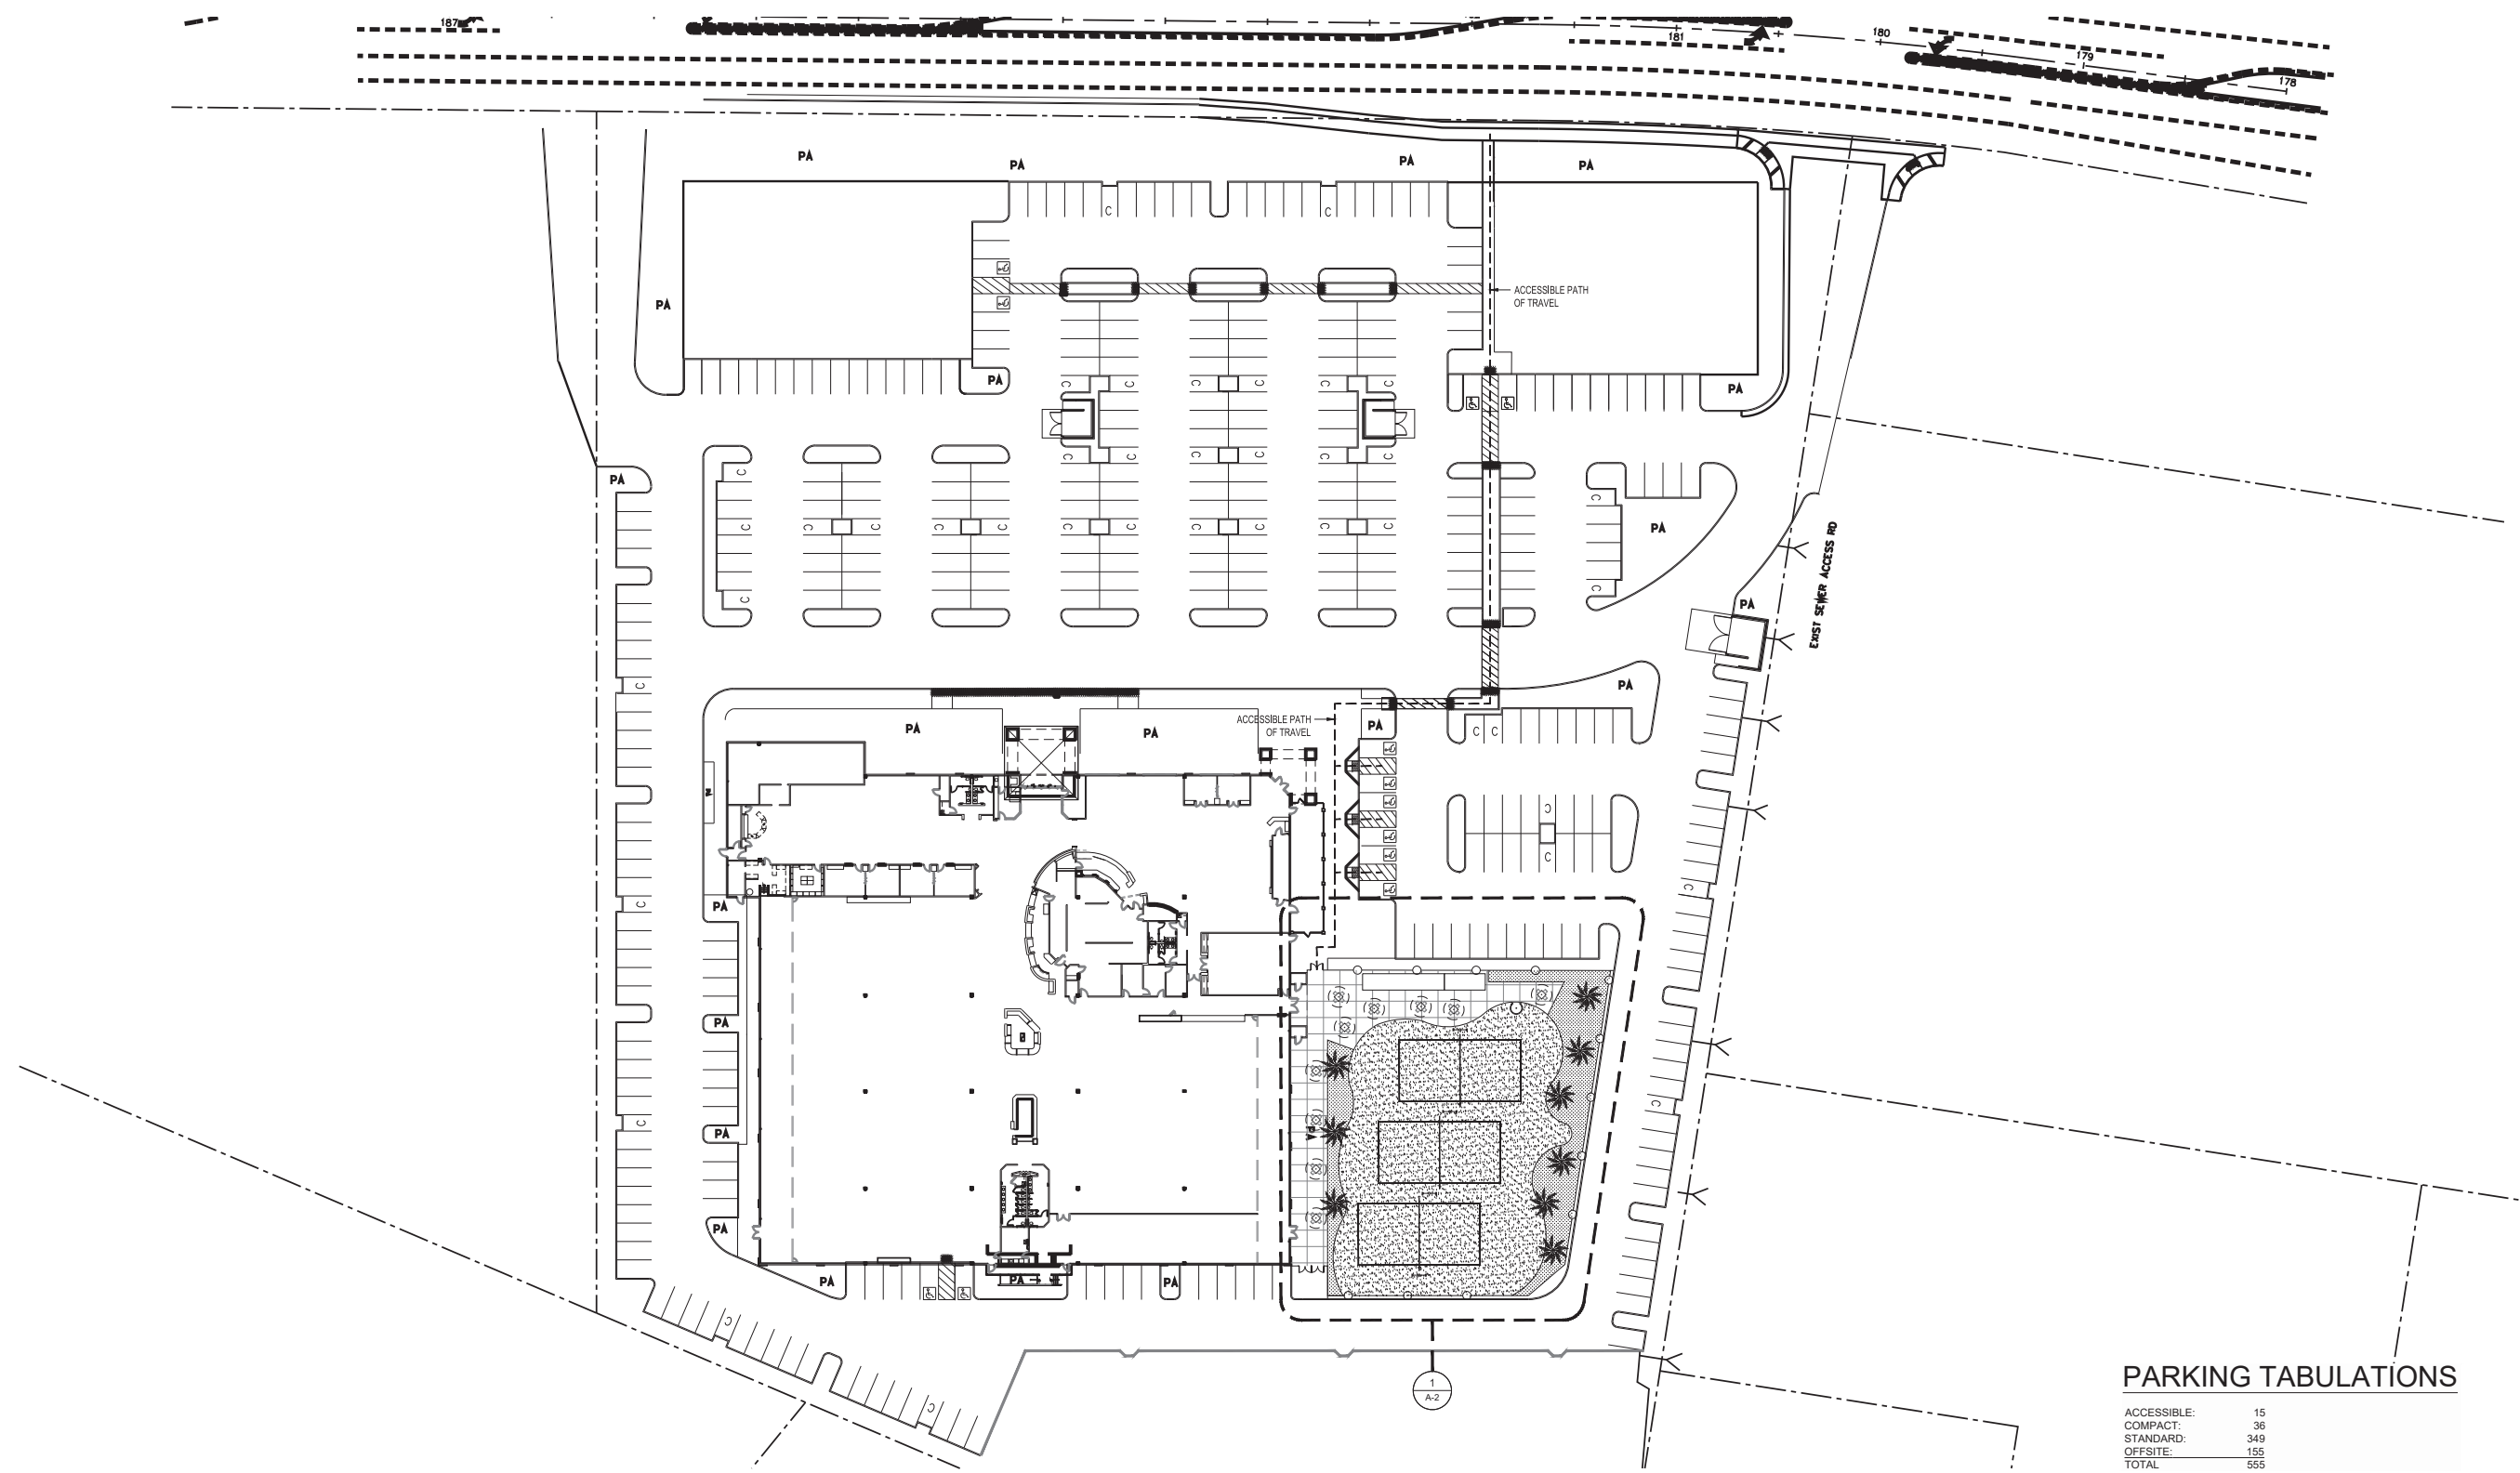 187
181
180
179
178
PA
PA
PA
PA
C
C
PA
ACCESSIBLE PATH
OF TRAVEL
PA
PA
C C C C C C
C C C C C C
C
PA
C
C
C C C C C C C C C C
C
PA
C
C
EXIST SEWER ACCESS RD
PA
C
PA
PA
PA
ACCESSIBLE PATH
OF TRAVEL
PA
C C
C
C
C
C
PA
PA
C
C
PA
PA
PA
PA
PA
PA
C
C
1
A-2
PARKING TABULATIONS
ACCESSIBLE: 15
COMPACT: 36
STANDARD: 349
OFFSITE: 155
TOTAL 555